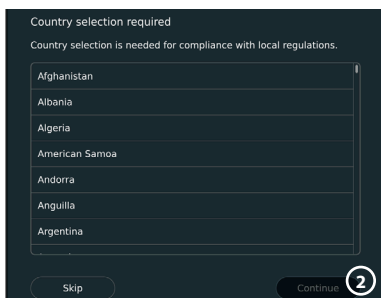 Country selection required
Country selection is needed for compliance with local regulations.
Afghanistan
Albania
Algeria
American Samoa
Andorra
Anguilla
Argentina
Skip
Continue
2